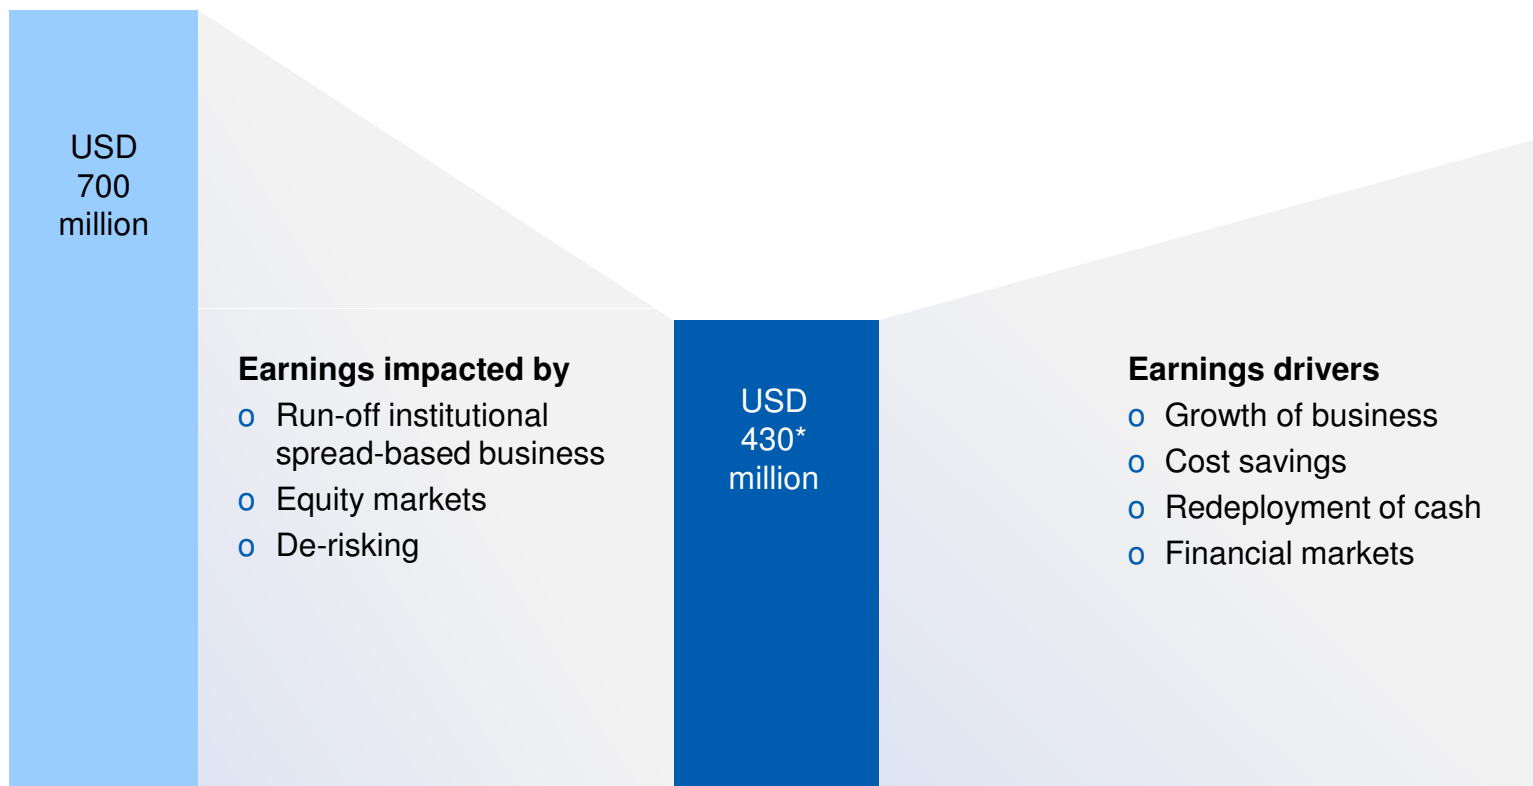 USD
700
million
Earnings impacted by
o Run-off institutional
spread-based business
o Equity markets
o De-risking
USD
430*
million
Earnings drivers
o Growth of business
o Cost savings
o Redeployment of cash
o Financial markets